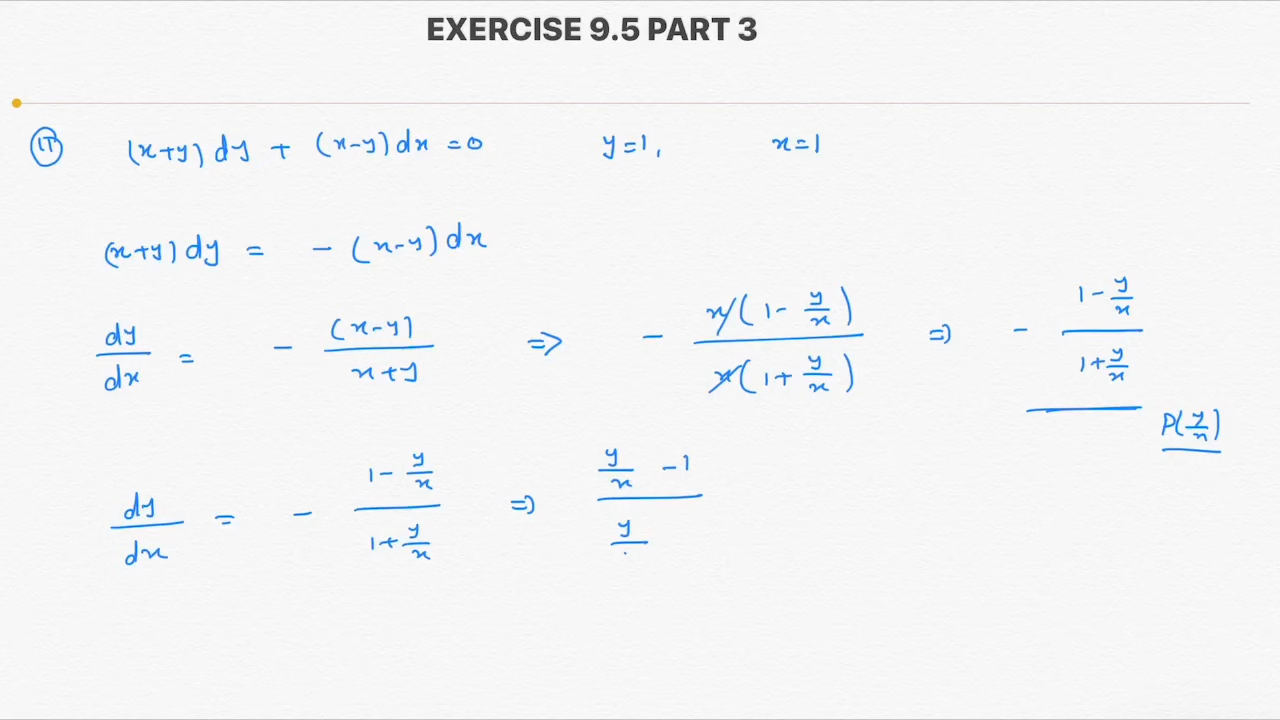 EXERCISE 9.5 PART 3
(x+y) dy + (x-y) dx = 0 y=1, x=1
(x+y) dy = - (x-y) dx
dy/dx = - (x-y)/(x+y) => - x(1 - y/x)/x(1 + y/x) => - (1 - y/x)/(1 + y/x)
P(y/x)
dy/dx = - (1 - y/x)/(1 + y/x) => (y/x - 1)/(y